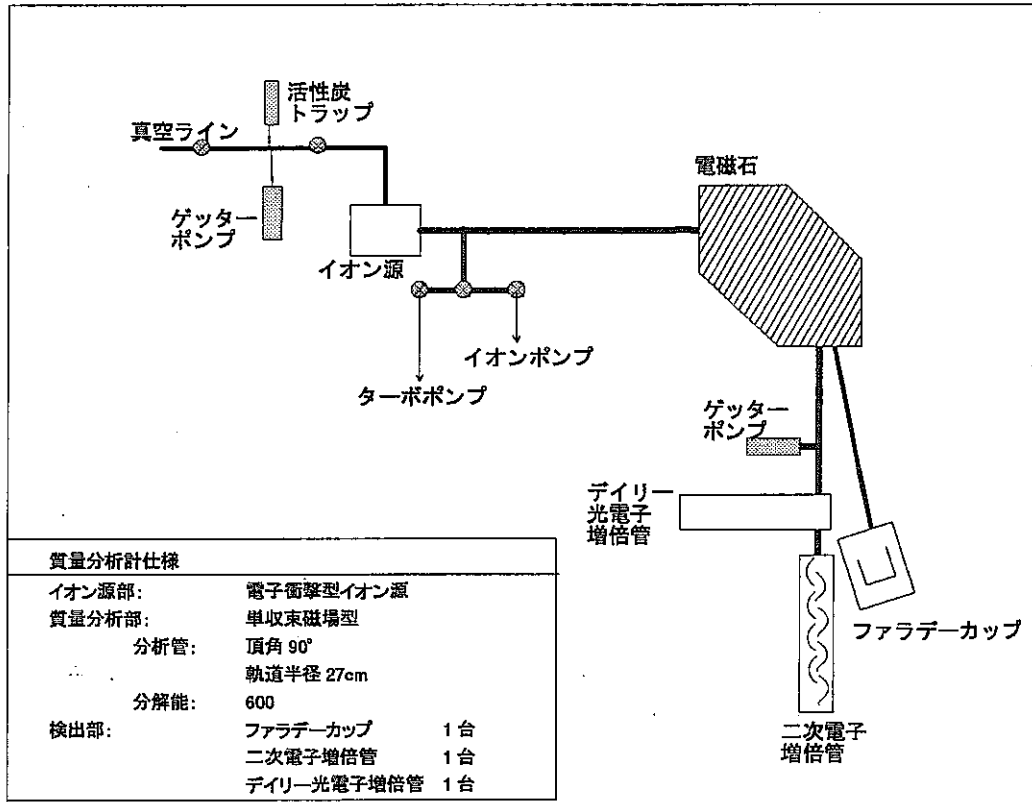 活性炭
トラップ
真空ライン
電磁石
ゲッター
ポンプ
イオン源
イオンポンプ
ターボポンプ
ゲッター
ポンプ
デイリー
光電子
増倍管
ファラデーカップ
二次電子
増倍管
質量分析計仕様
イオン源部: 電子衝撃型イオン源
質量分析部: 単収束磁場型
分析管: 頂角 90°
軌道半径 27cm
分解能: 600
検出部: ファラデーカップ 1台
二次電子増倍管 1台
デイリー光電子増倍管 1台